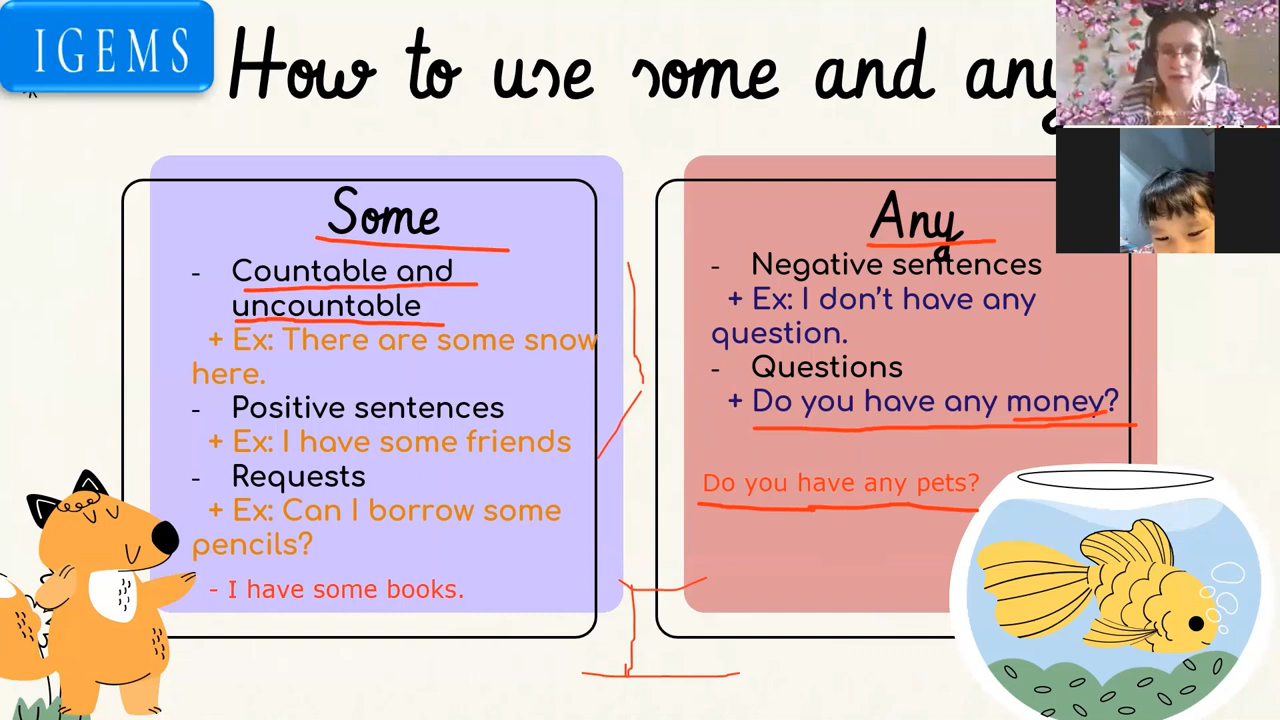 IGEMS
How to use some and any
Some
- Countable and
uncountable
+ Ex: There are some snow
here.
- Positive sentences
+ Ex: I have some friends
- Requests
+ Ex: Can I borrow some
pencils?
- I have some books.
Any
a
- Negative sentences
+ Ex: I don’t have any
question.
- Questions
+ Do you have any money?
Do you have any pets?